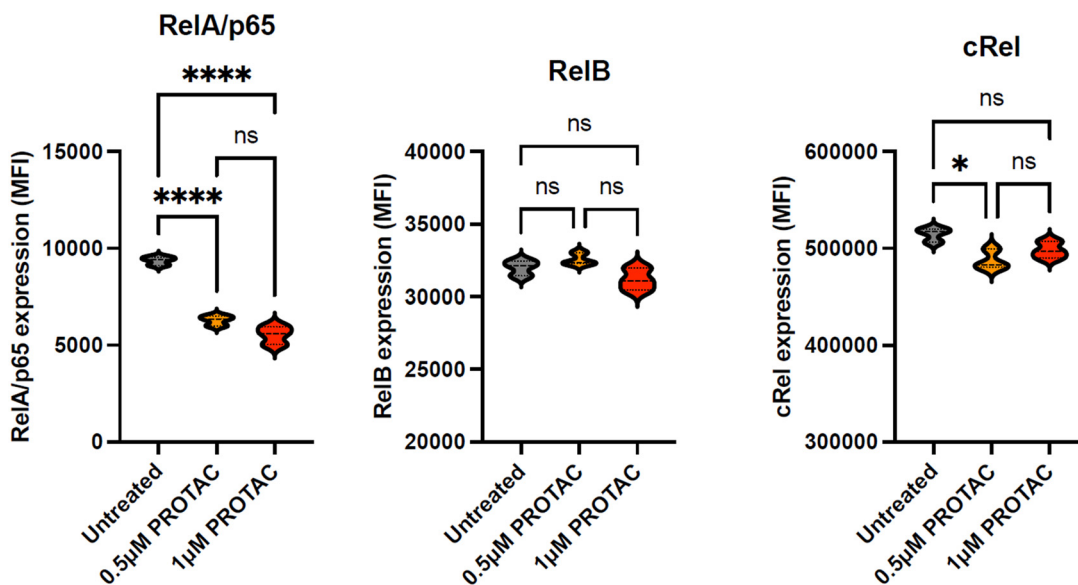 RelA/p65
****
ns
****
RelA/p65 expression (MFI)
15000
10000
5000
0
Untreated
0.5µM PROTAC
1µM PROTAC
RelB
ns
ns
ns
RelB expression (MFI)
40000
35000
30000
25000
20000
Untreated
0.5µM PROTAC
1µM PROTAC
cRel
ns
*
ns
cRel expression (MFI)
600000
500000
400000
300000
Untreated
0.5µM PROTAC
1µM PROTAC